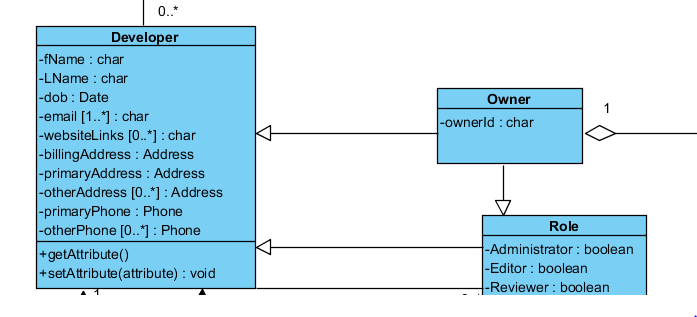 0..*
Developer
-fName : char
-LName : char
-dob : Date
-email [1..*] : char
-websiteLinks [0..*] : char
-billingAddress : Address
-primaryAddress : Address
-otherAddress [0..*] : Address
-primaryPhone : Phone
-otherPhone [0..*] : Phone
+getAttribute()
+setAttribute(attribute) : void
1
Owner
-ownerId : char
1
Role
-Administrator : boolean
-Editor : boolean
-Reviewer : boolean